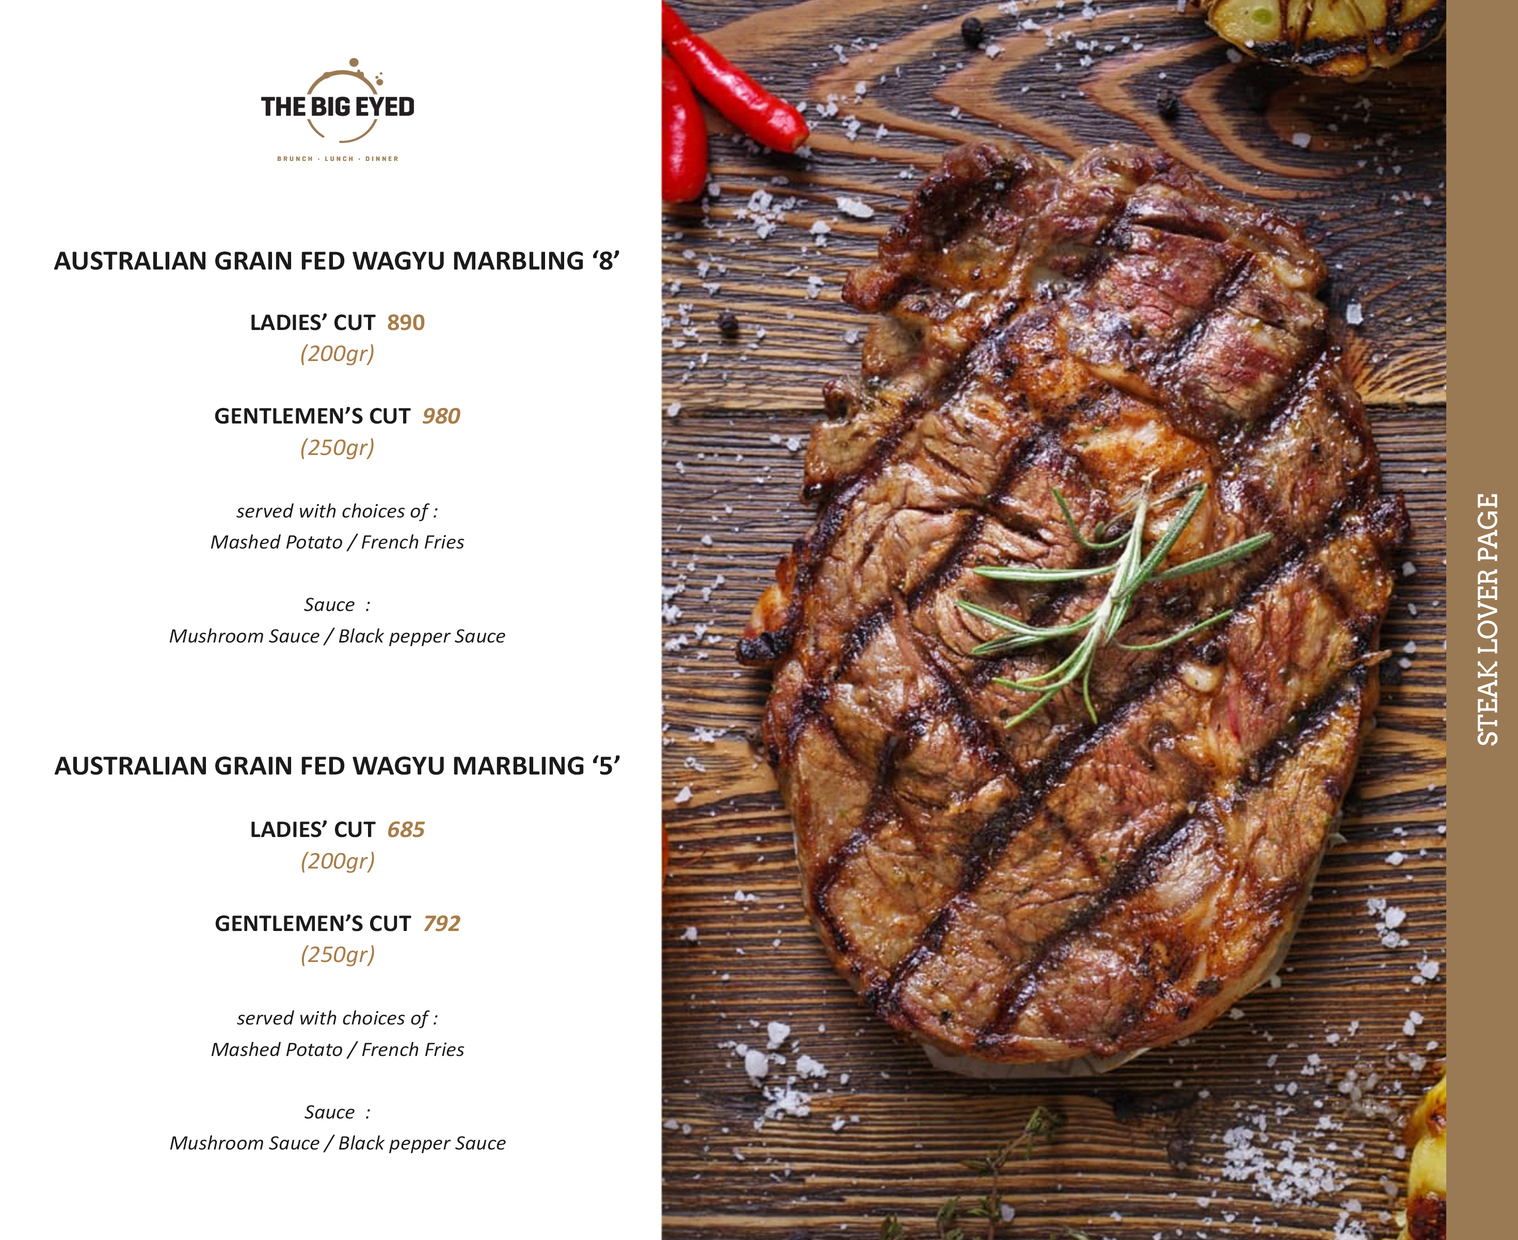 THE BIG EYED
BRUNCH • LUNCH • DINNER
AUSTRALIAN GRAIN FED WAGYU MARBLING ‘8’
LADIES’ CUT 890
(200gr)
GENTLEMEN’S CUT 980
(250gr)
served with choices of :
Mashed Potato / French Fries
Sauce :
Mushroom Sauce / Black pepper Sauce
AUSTRALIAN GRAIN FED WAGYU MARBLING ‘5’
LADIES’ CUT 685
(200gr)
GENTLEMEN’S CUT 792
(250gr)
served with choices of :
Mashed Potato / French Fries
Sauce :
Mushroom Sauce / Black pepper Sauce
STEAK LOVER PAGE